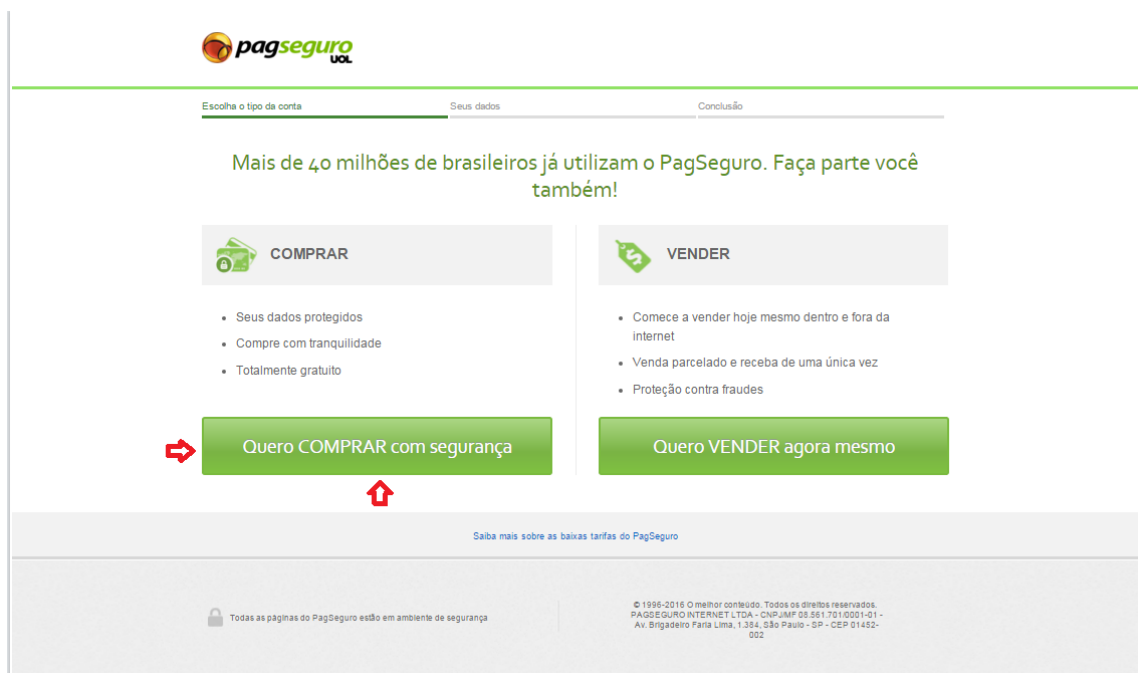 pagseguro
UOL
Escolha o tipo da conta
Seus dados
Conclusão
Mais de 40 milhões de brasileiros já utilizam o PagSeguro. Faça parte você
também!
COMPRAR
Seus dados protegidos
Compre com tranquilidade
Totalmente gratuito
Quero COMPRAR com segurança
VENDER
Comece a vender hoje mesmo dentro e fora da
internet
Venda parcelado e receba de uma única vez
Proteção contra fraudes
Quero VENDER agora mesmo
Saiba mais sobre as baixas tarifas do PagSeguro
Todas as páginas do PagSeguro estão em ambiente de segurança
© 1996-2016 O melhor conteúdo. Todos os direitos reservados.
PAGSEGURO INTERNET LTDA - CNPJ/MF 08.561.701/0001-01 -
Av. Brigadeiro Faria Lima, 1.384, São Paulo - SP - CEP 01452-
002